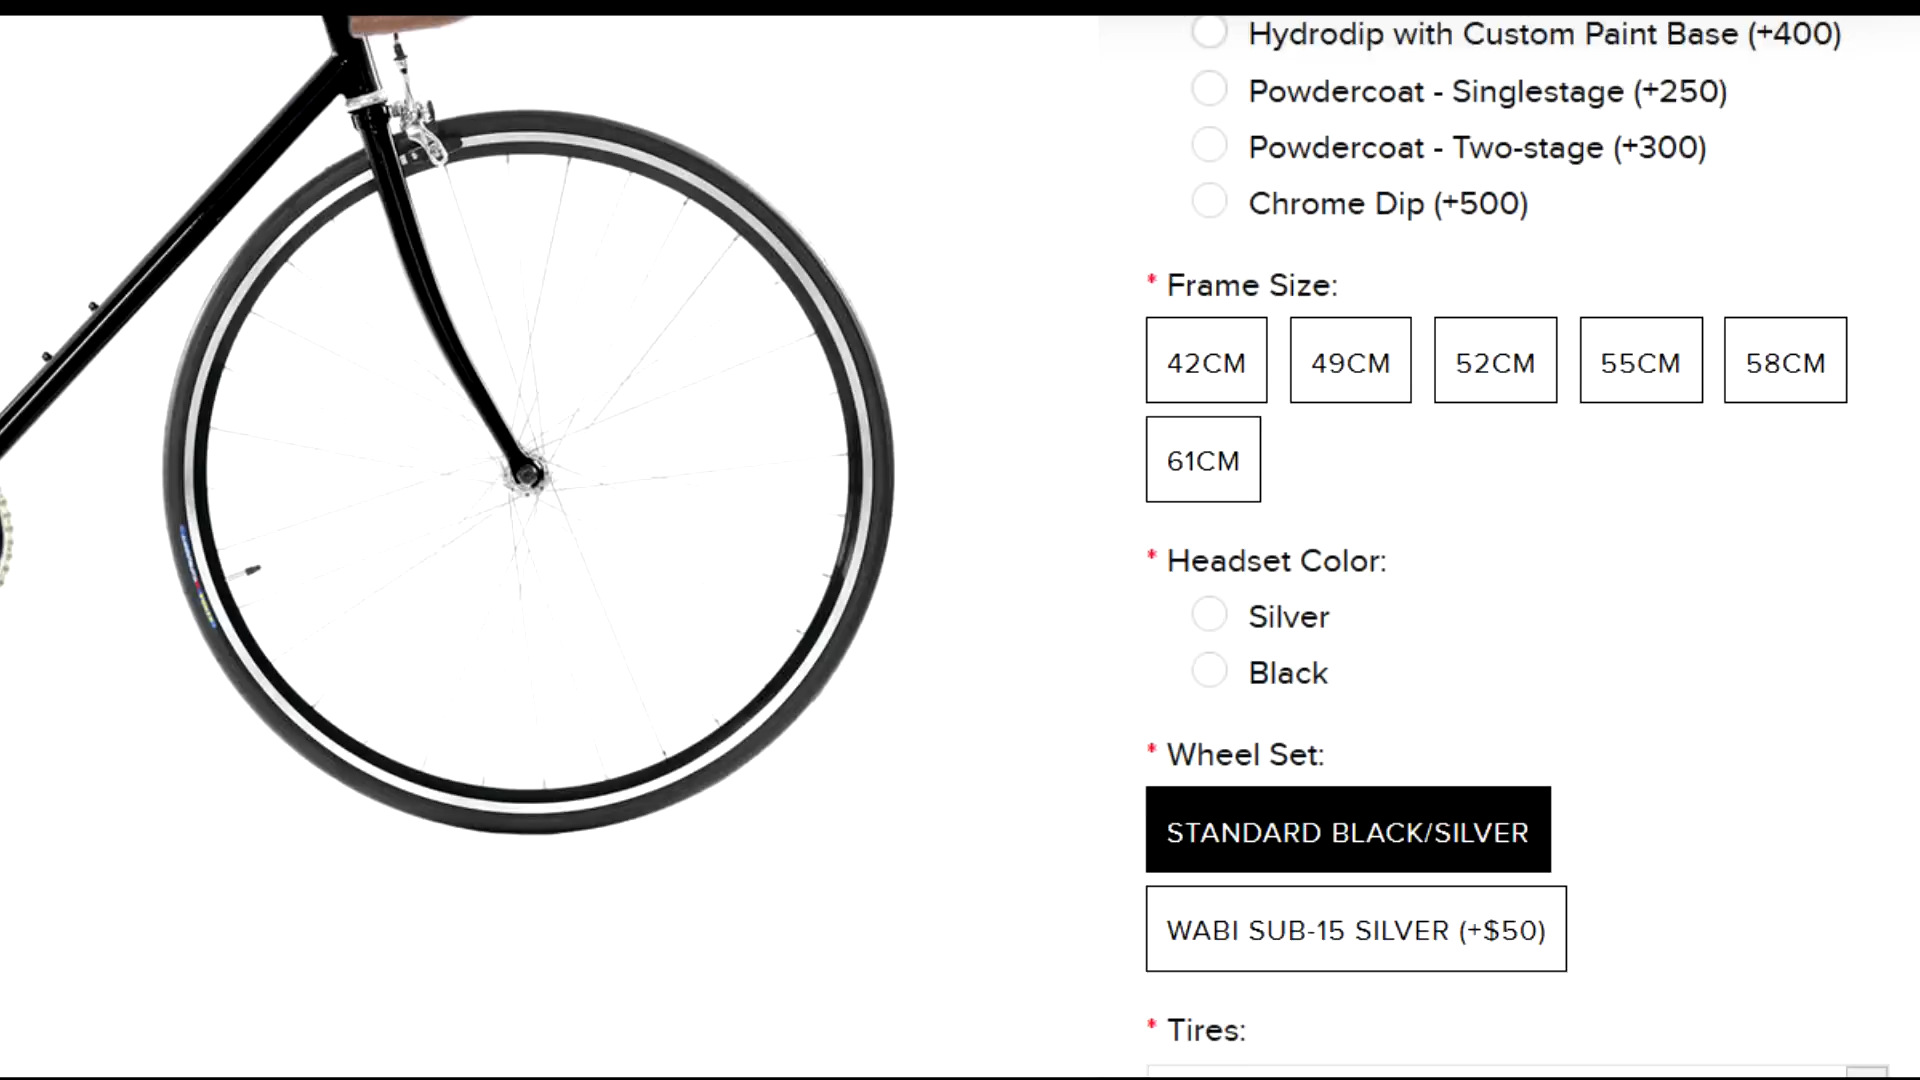 Hydrodip with Custom Paint Base (+400)
Powdercoat - Singlestage (+250)
Powdercoat - Two-stage (+300)
Chrome Dip (+500)
* Frame Size:
42CM 49CM 52CM 55CM 58CM
61CM
* Headset Color:
Silver
Black
* Wheel Set:
STANDARD BLACK/SILVER
WABI SUB-15 SILVER (+$50)
* Tires: